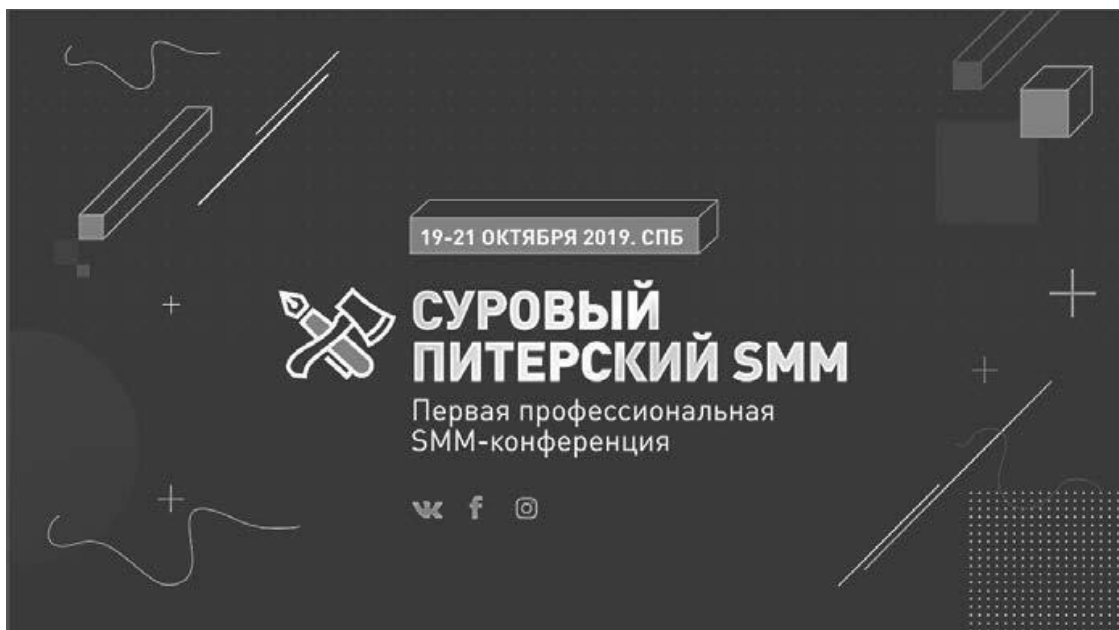 19-21 ОКТЯБРЯ 2019. СПБ
СУРОВЫЙ
ПИТЕРСКИЙ SMM
Первая профессиональная
SMM-конференция